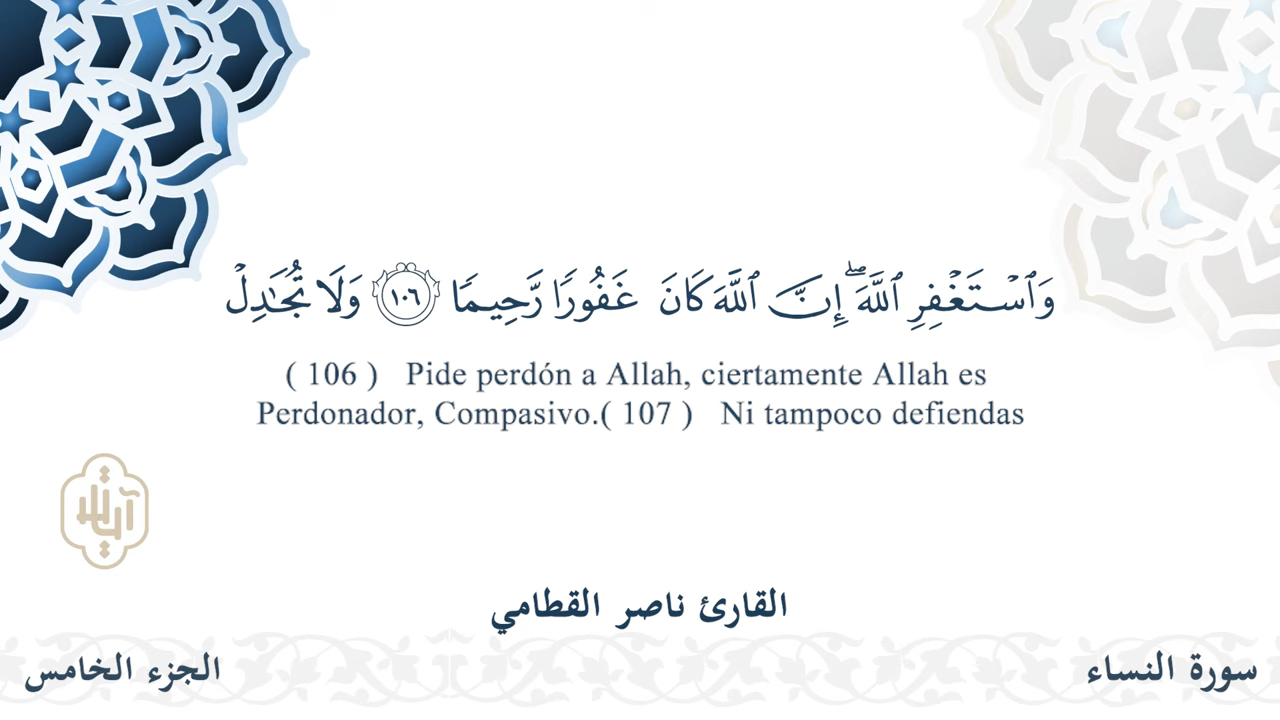 وَٱسۡتَغۡفِرِ ٱللَّهَۖ إِنَّ ٱللَّهَ كَانَ غَفُورٗا رَّحِيمٗا ١٠٦ وَلَا تُجَٰدِلۡ
( 106 ) Pide perdón a Allah, ciertamente Allah es
Perdonador, Compasivo.( 107 ) Ni tampoco defiendas
القارئ ناصر القطامي
سورة النساء
الجزء الخامس